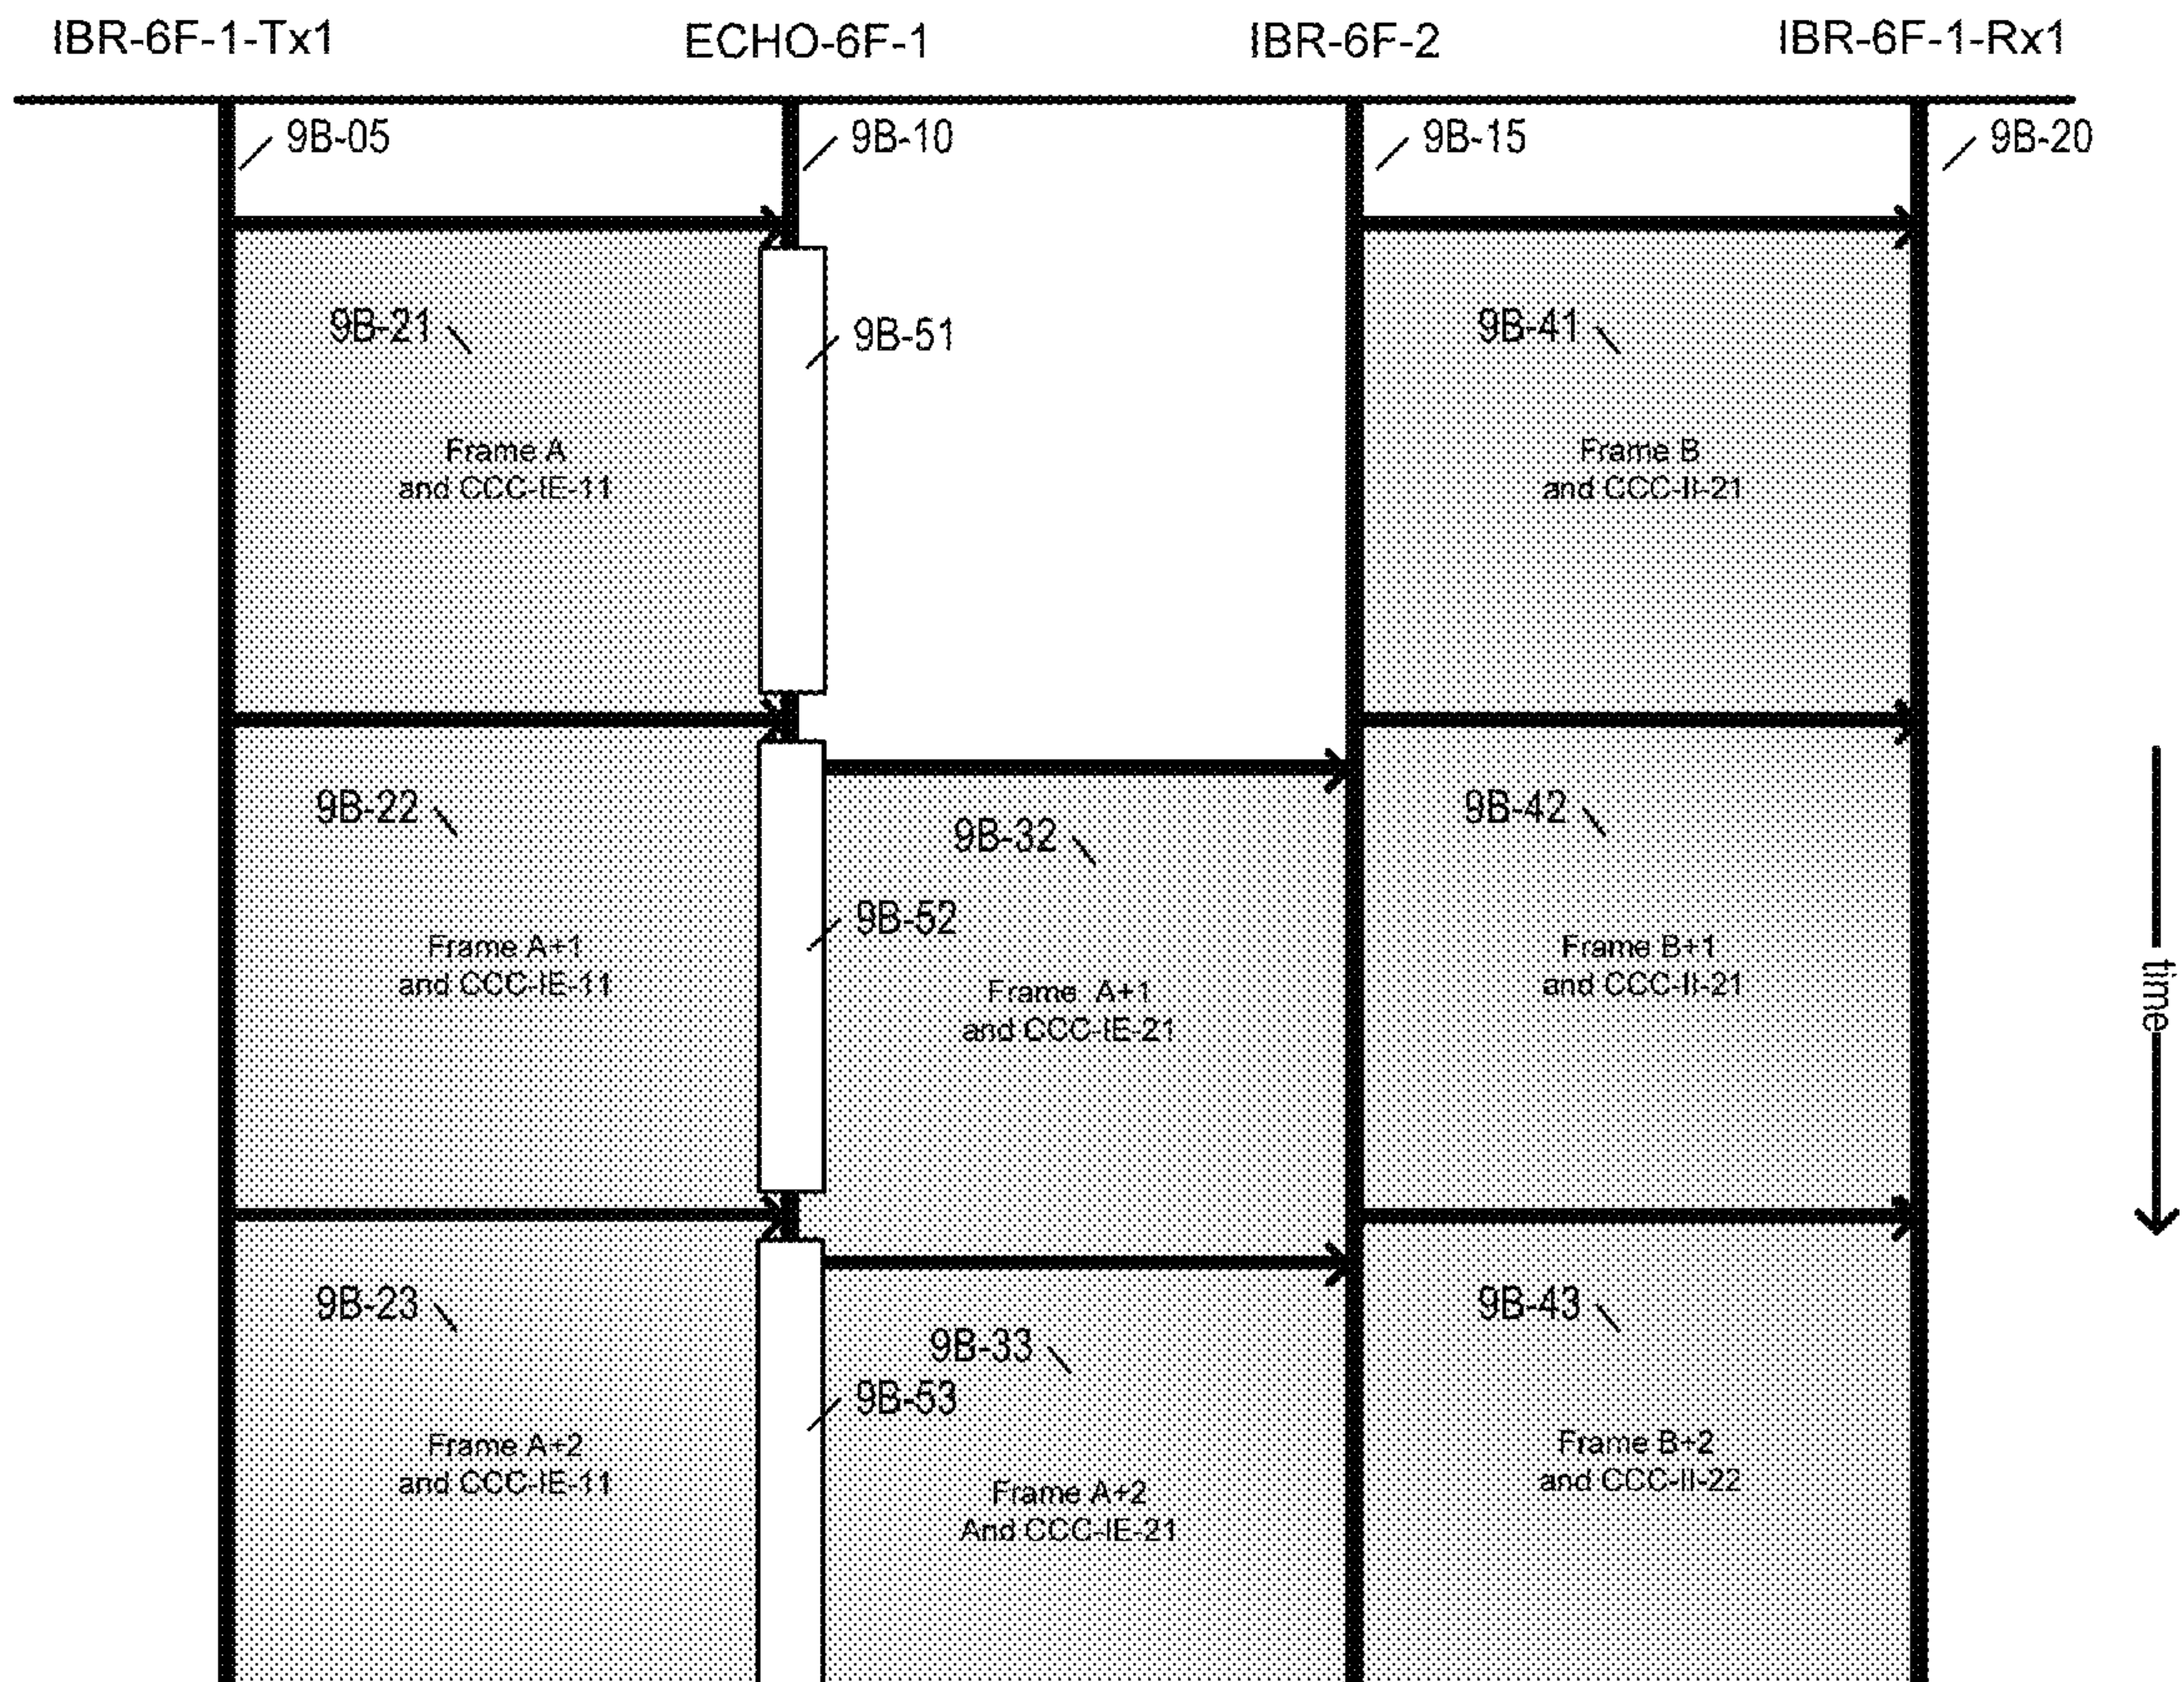 IBR-6F-1-Tx1 ECHO-6F-1 IBR-6F-2 IBR-6F-1-Rx1
9B-05 9B-10 9B-15 9B-20
9B-21 9B-51 9B-41
Frame A
and CCC-IE-11
Frame B
and CCC-II-21
9B-22 9B-32 9B-42
9B-52
Frame A+1
and CCC-IE-11
Frame A+1
and CCC-IE-21
Frame B+1
and CCC-II-21
time
9B-23 9B-33 9B-43
9B-53
Frame A+2
and CCC-IE-11
Frame A+2
And CCC-IE-21
Frame B+2
and CCC-II-22